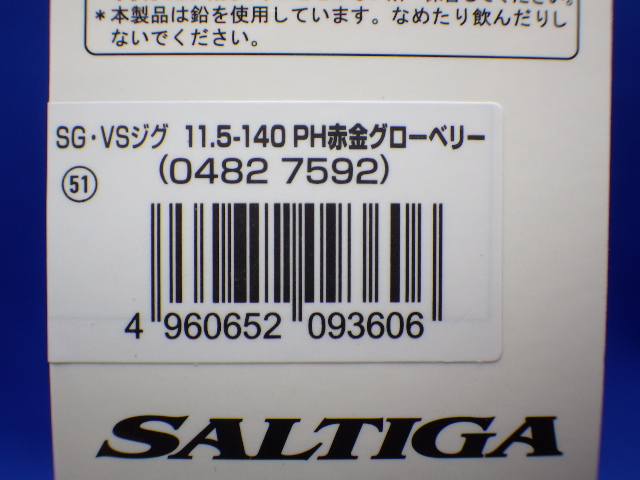 *本製品は鉛を使用しています。なめたり飲んだりし
ないでください。
SG・VSジグ 11.5-140 PH赤金グローベリー
(0482 7592)
51
4 960652 093606
SALTIGA